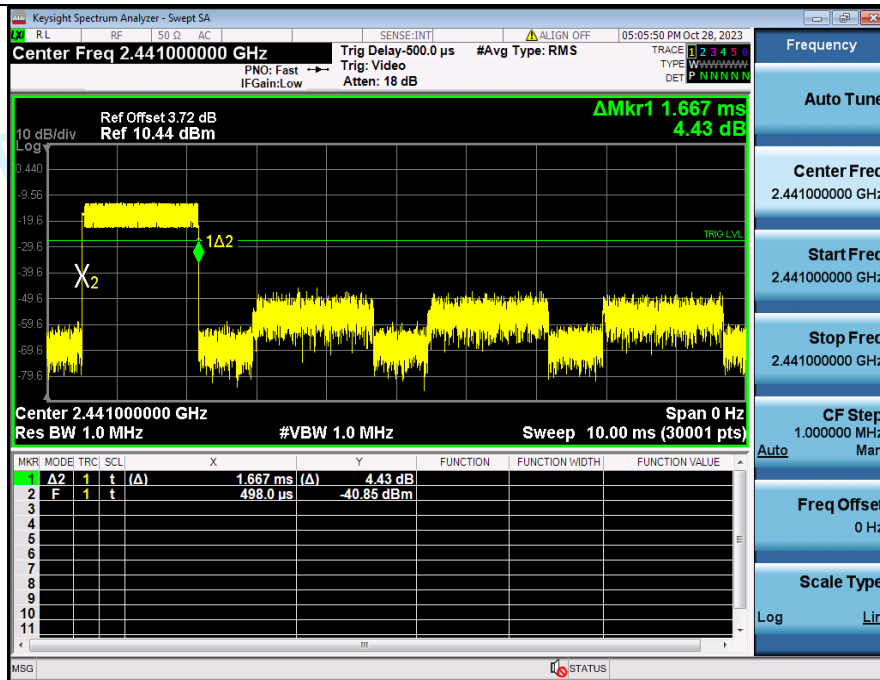 Keysight Spectrum Analyzer - Swept SA
LXI RL RF 50 Ω AC SENSE:INT ALIGN OFF 05:05:50 PM Oct 28, 2023
Center Freq 2.441000000 GHz
PNO: Fast
IFGain:Low
Trig Delay-500.0 µs
Trig: Video
Atten: 18 dB
#Avg Type: RMS
TRACE 1 2 3 4 5 6
TYPE WWWWWW
DET P N N N N N
Ref Offset 3.72 dB
Ref 10.44 dBm
10 dB/div
Log
ΔMkr1 1.667 ms
4.43 dB
0.440
-9.56
-19.6
-29.6
-39.6
-49.6
-59.6
-69.6
-79.6
TRIG LVL
1Δ2
X2
Center 2.441000000 GHz Span 0 Hz
Res BW 1.0 MHz #VBW 1.0 MHz Sweep 10.00 ms (30001 pts)
MKR MODE TRC SCL X Y FUNCTION FUNCTION WIDTH FUNCTION VALUE
1 Δ2 1 t (Δ) 1.667 ms (Δ) 4.43 dB
2 F 1 t 498.0 µs -40.85 dBm
3
4
5
6
7
8
9
10
11
MSG STATUS
Frequency
Auto Tune
Center Freq
2.441000000 GHz
Start Freq
2.441000000 GHz
Stop Freq
2.441000000 GHz
CF Step
1.000000 MHz
Auto Man
Freq Offset
0 Hz
Scale Type
Log Lin